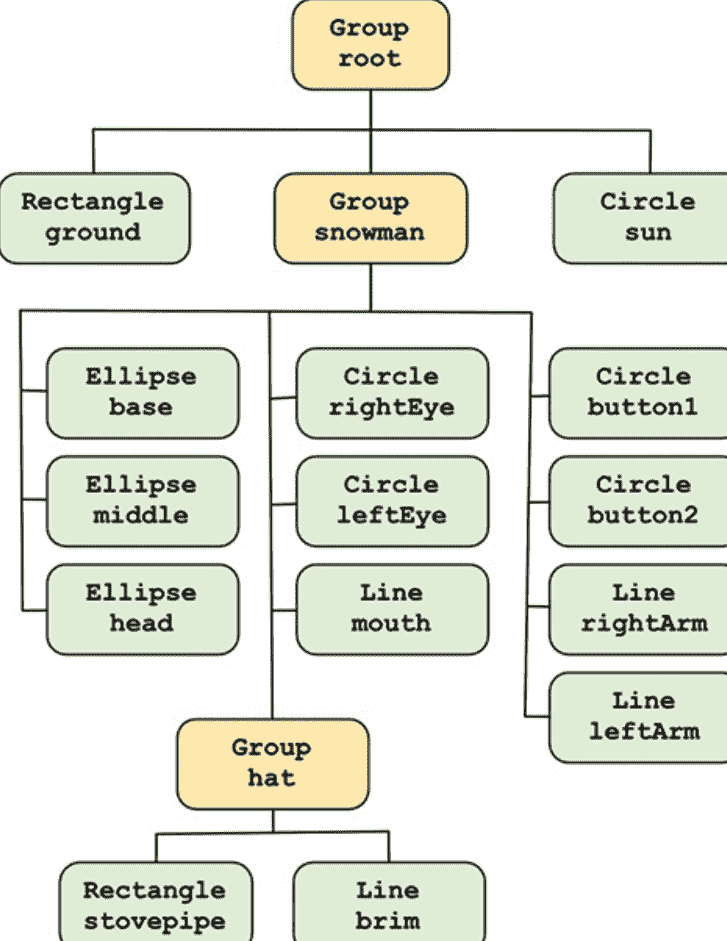 Group
root
Rectangle
ground
Group
snowman
Circle
sun
Ellipse
base
Circle
rightEye
Circle
button1
Ellipse
middle
Circle
leftEye
Circle
button2
Ellipse
head
Line
mouth
Line
rightArm
Line
leftArm
Group
hat
Rectangle
stovepipe
Line
brim